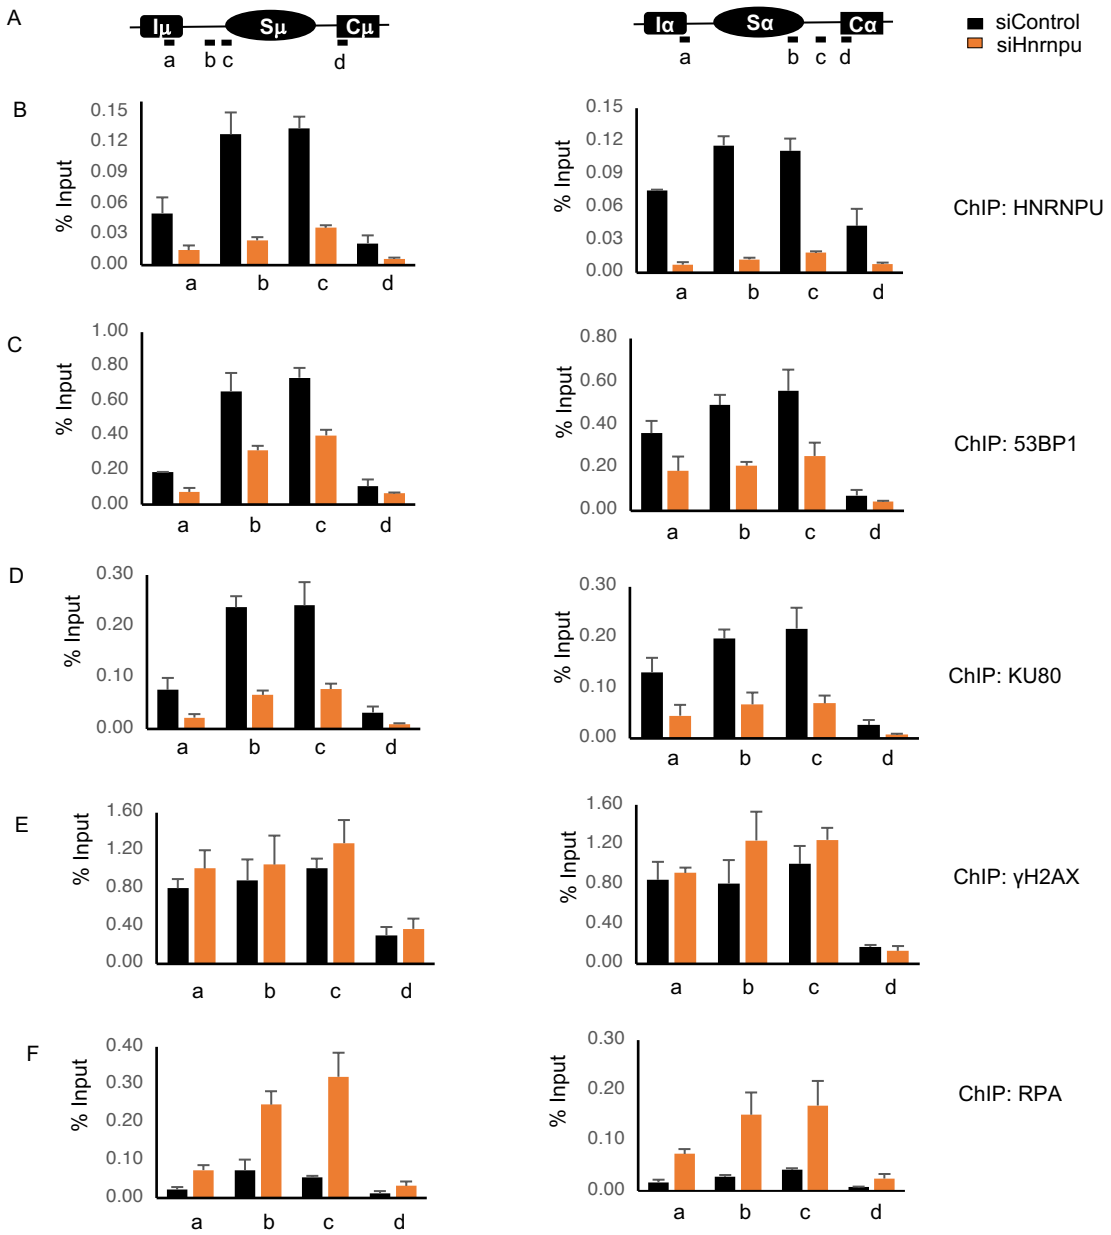 A
Iμ Sμ Cμ
a b c d
Iα Sα Cα
a b c d
siControl
siHnrnpu
B
% Input
0.15
0.12
0.09
0.06
0.03
0.00
a b c d
% Input
0.15
0.12
0.09
0.06
0.03
0.00
a b c d
ChIP: HNRNPU
C
% Input
1.00
0.80
0.60
0.40
0.20
0.00
a b c d
% Input
0.80
0.60
0.40
0.20
0.00
a b c d
ChIP: 53BP1
D
% Input
0.30
0.20
0.10
0.00
a b c d
% Input
0.30
0.20
0.10
0.00
a b c d
ChIP: KU80
E
% Input
1.60
1.20
0.80
0.40
0.00
a b c d
% Input
1.60
1.20
0.80
0.40
0.00
a b c d
ChIP: γH2AX
F
% Input
0.40
0.30
0.20
0.10
0.00
a b c d
% Input
0.30
0.20
0.10
0.00
a b c d
ChIP: RPA